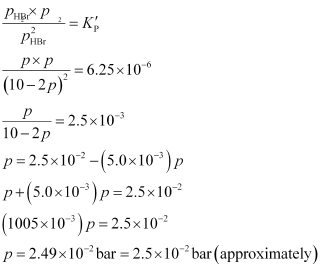 p_HBr × p_2 / p²_HBr = K′_P
p × p / (10 − 2p)² = 6.25 × 10⁻⁶
p / 10 − 2p = 2.5 × 10⁻³
p = 2.5 × 10⁻² − (5.0 × 10⁻³) p
p + (5.0 × 10⁻³) p = 2.5 × 10⁻²
(1005 × 10⁻³) p = 2.5 × 10⁻²
p = 2.49 × 10⁻² bar = 2.5 × 10⁻² bar (approximately)